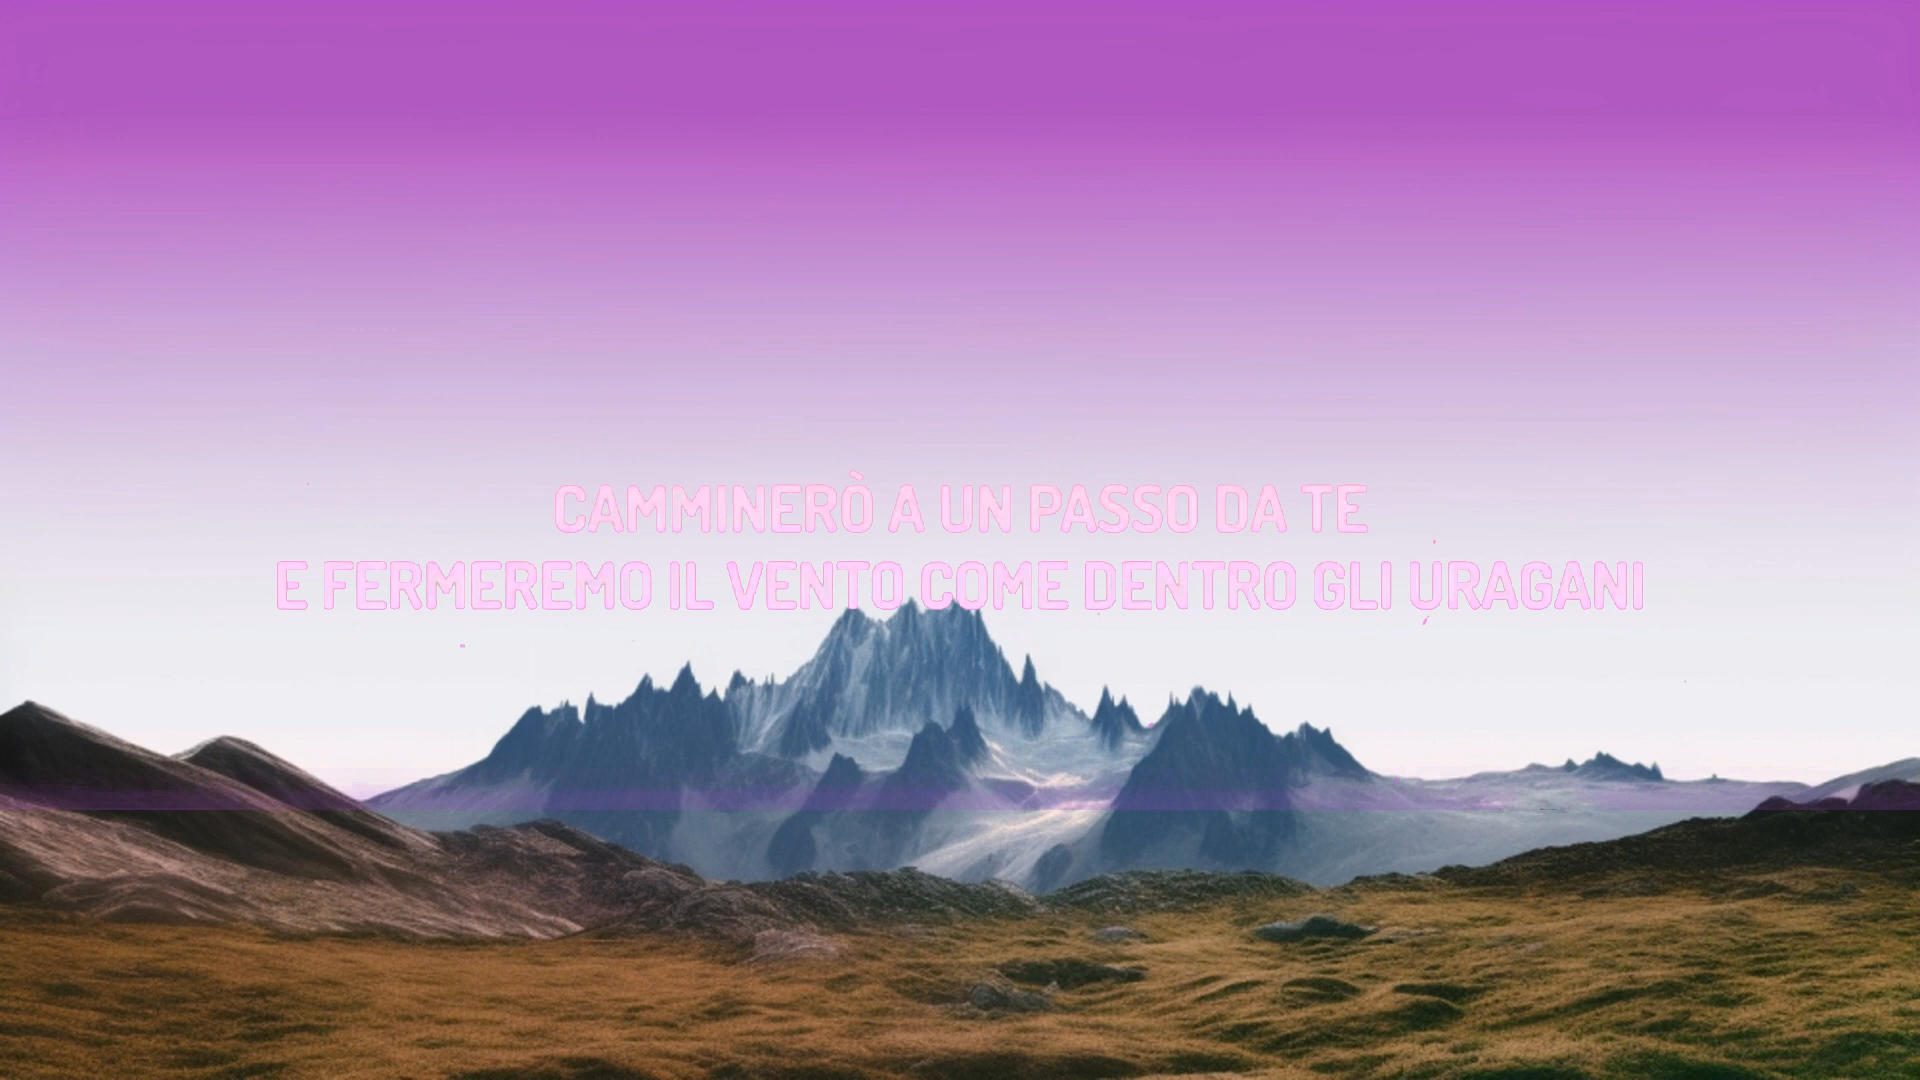 CAMMINERÒ A UN PASSO DA TE
E FERMEREMO IL VENTO COME DENTRO GLI URAGANI